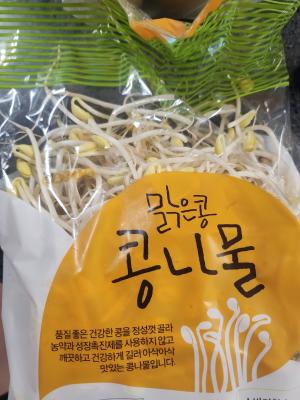 맑은콩
콩나물
품질 좋은 건강한 콩을 정성껏 골라
농약과 성장촉진제를 사용하지 않고
깨끗하고 건강하게 길러 아삭아삭
맛있는 콩나물입니다.